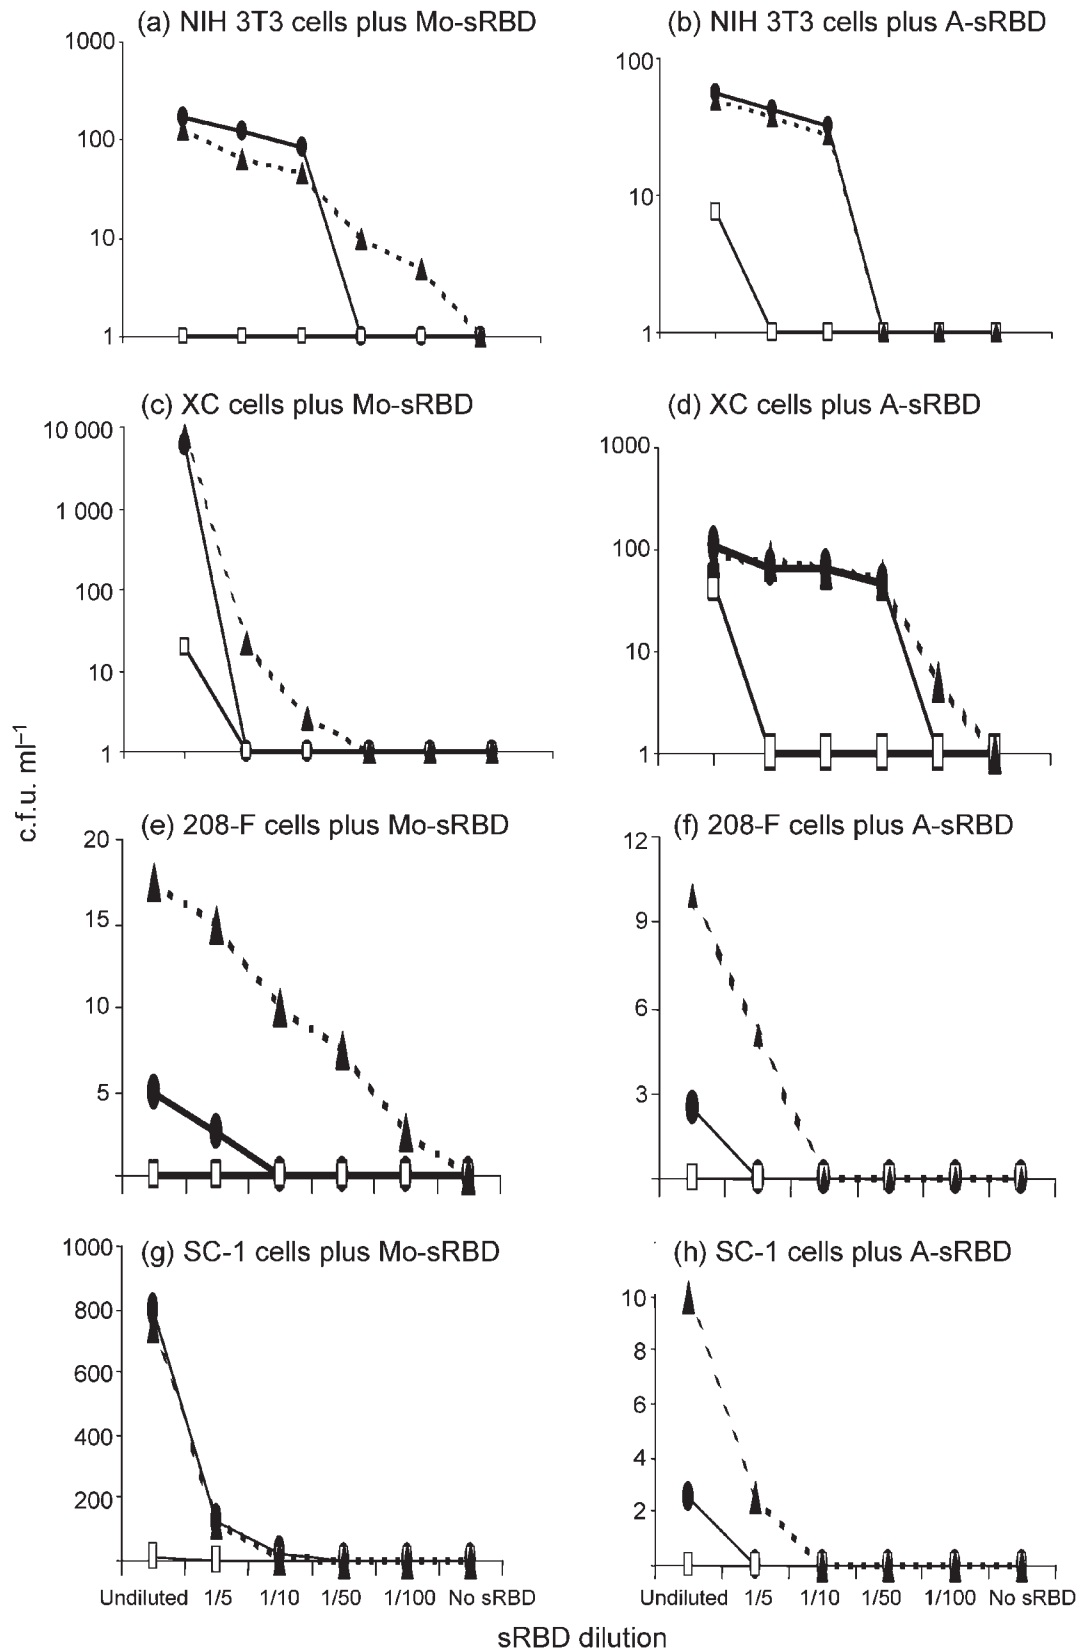 (a) NIH 3T3 cells plus Mo-sRBD
1000
100
10
1
(b) NIH 3T3 cells plus A-sRBD
100
10
1
(c) XC cells plus Mo-sRBD
10 000
1 000
100
10
1
(d) XC cells plus A-sRBD
1000
100
10
1
c.f.u. ml⁻¹
(e) 208-F cells plus Mo-sRBD
20
15
10
5
(f) 208-F cells plus A-sRBD
12
9
6
3
(g) SC-1 cells plus Mo-sRBD
1000
800
600
400
200
Undiluted 1/5 1/10 1/50 1/100 No sRBD
(h) SC-1 cells plus A-sRBD
10
8
6
4
2
Undiluted 1/5 1/10 1/50 1/100 No sRBD
sRBD dilution